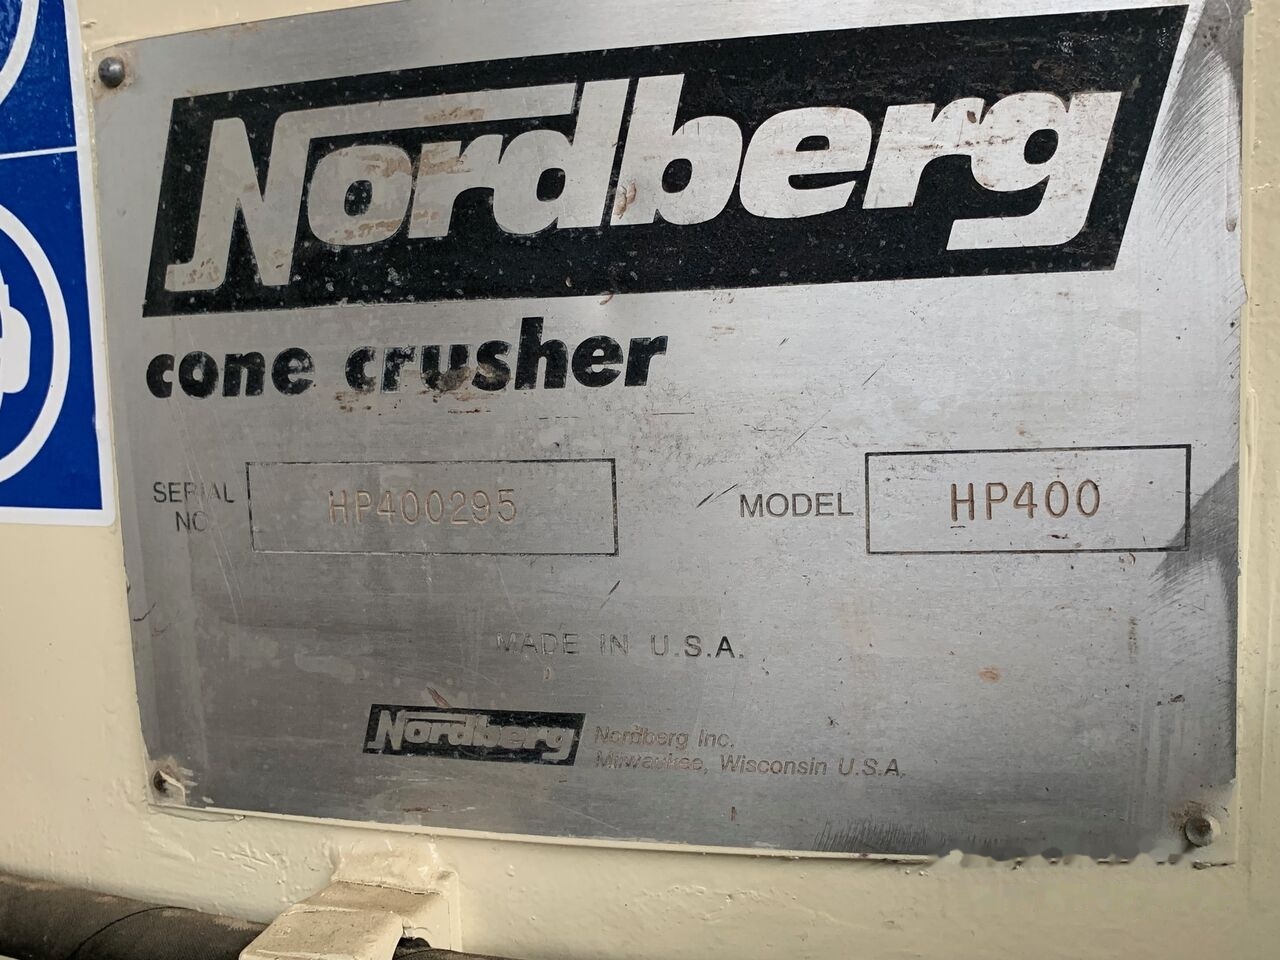 Nordberg
cone crusher
SERIAL HP400295 MODEL HP400
NO
MADE IN U.S.A.
Nordberg Nordberg Inc.
Milwaukee, Wisconsin U.S.A.